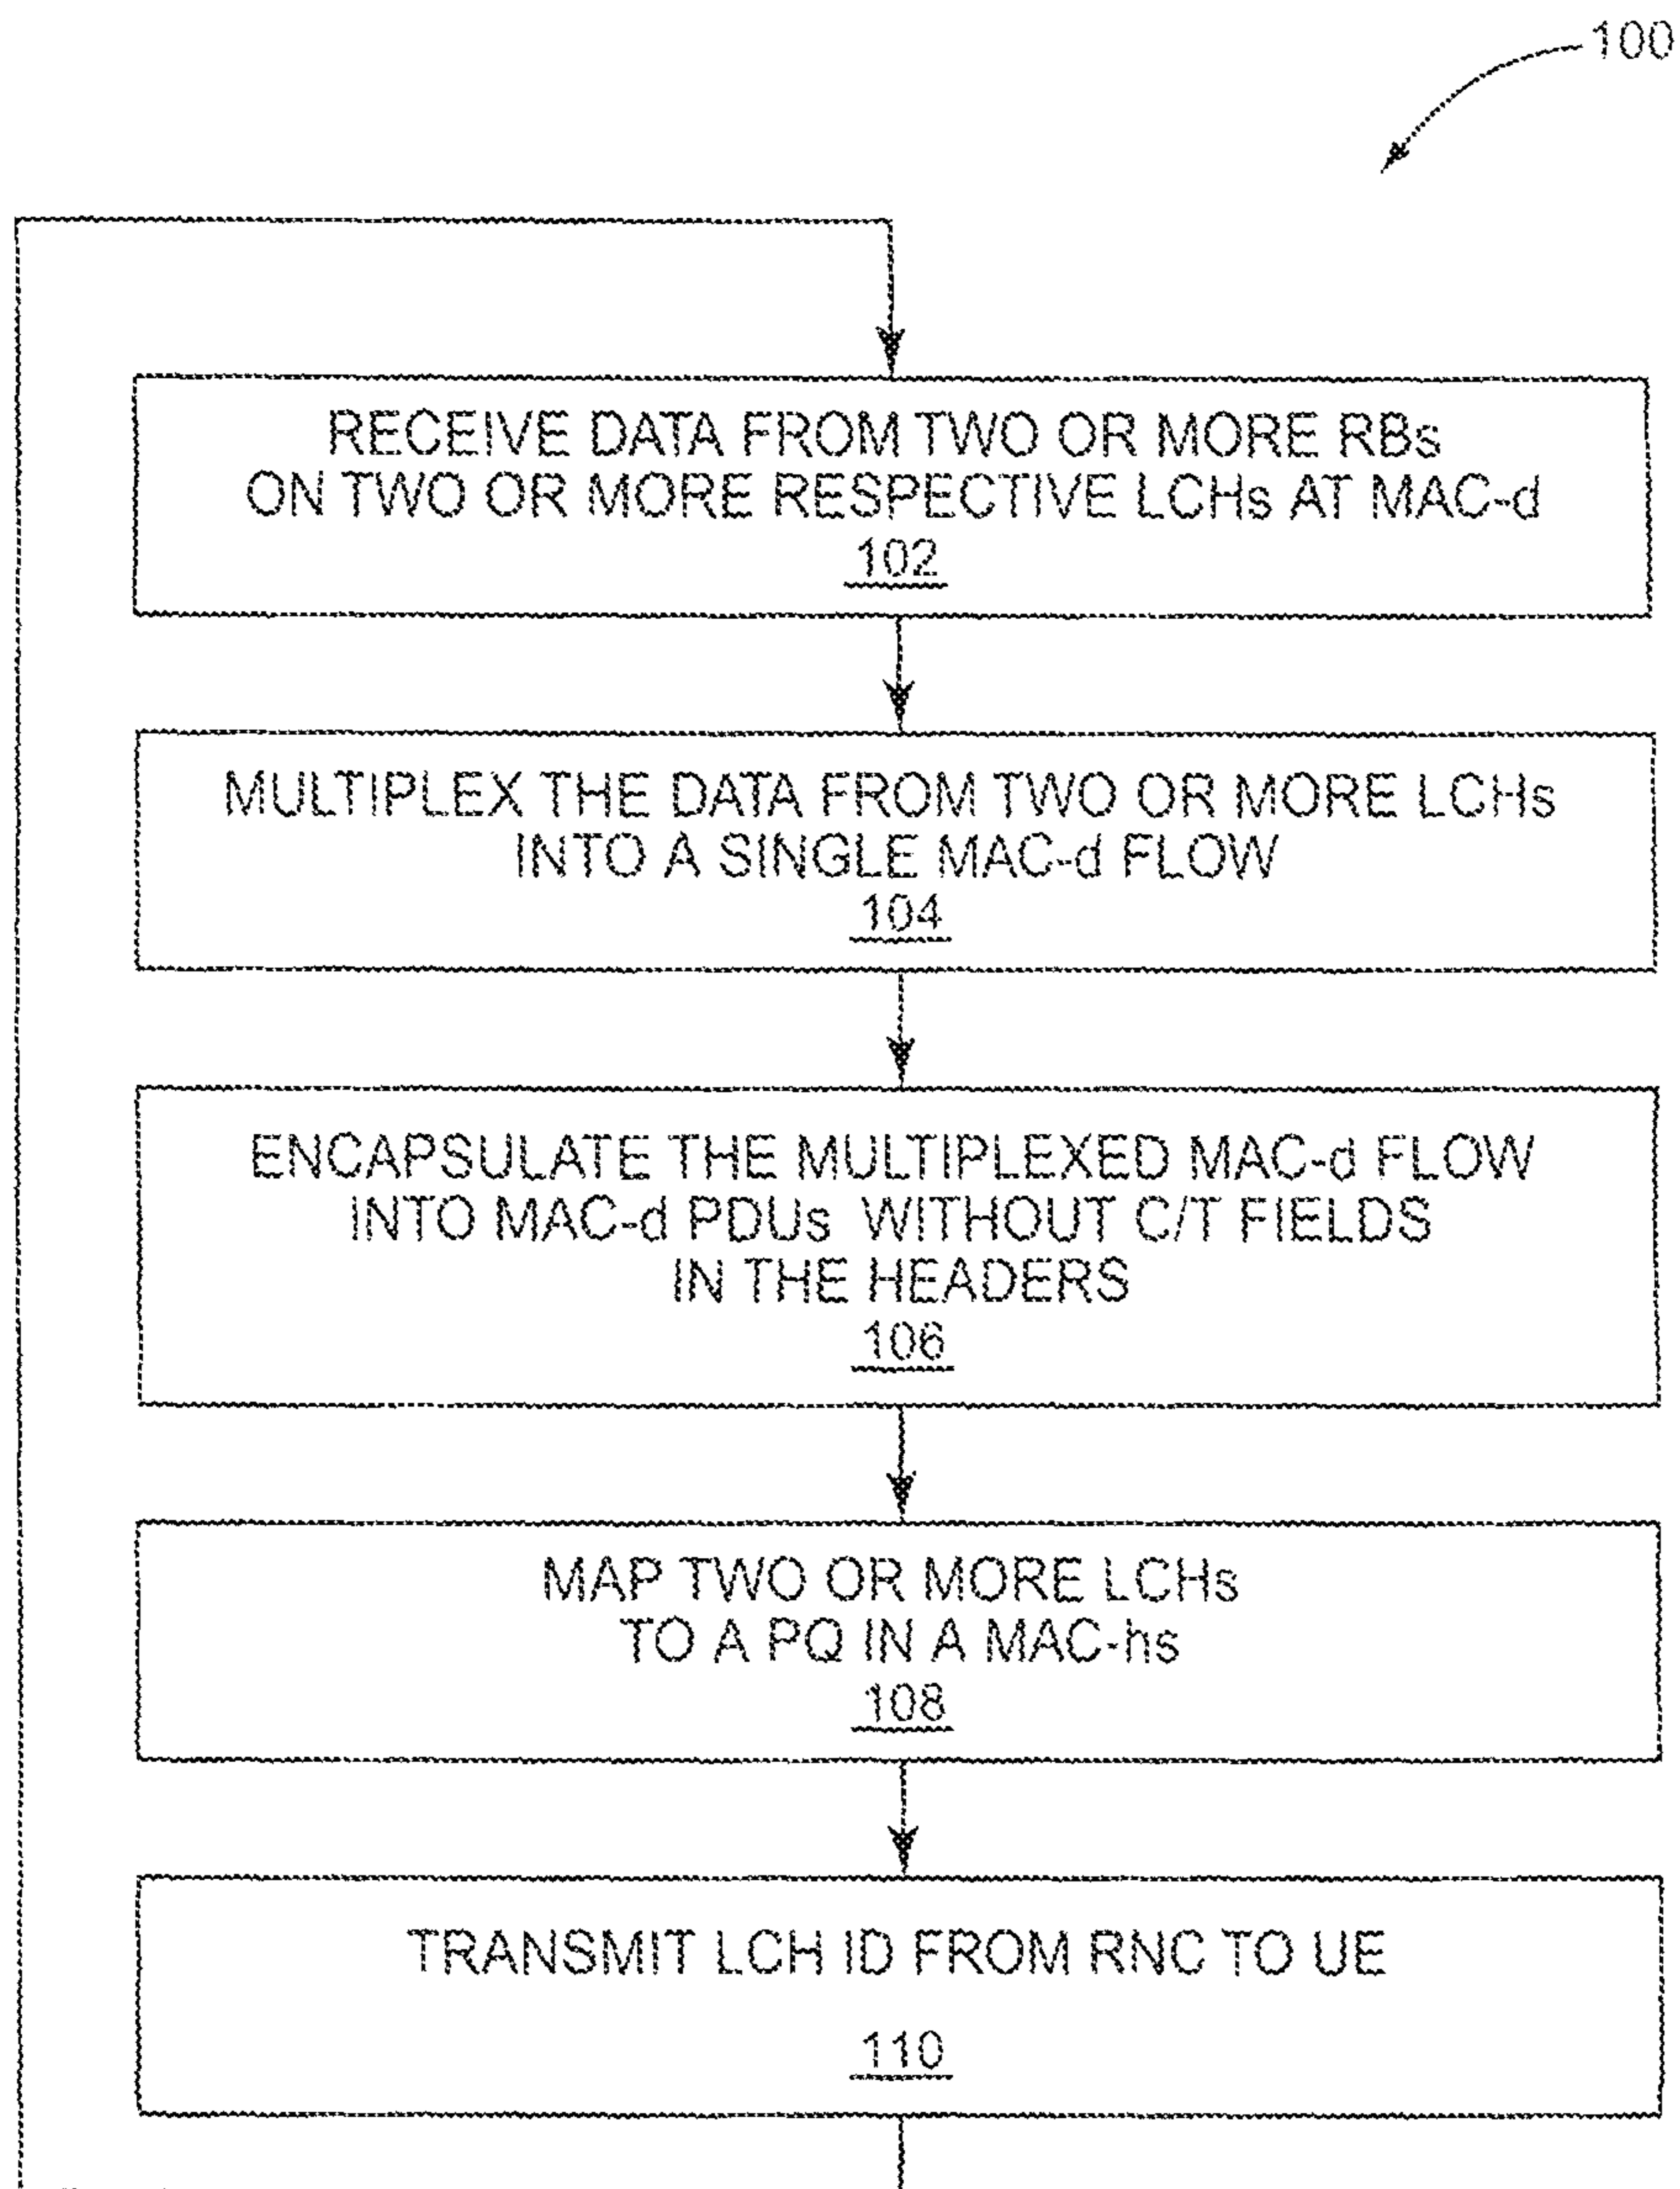 100
RECEIVE DATA FROM TWO OR MORE RBs
ON TWO OR MORE RESPECTIVE LCHs AT MAC-d
102
MULTIPLEX THE DATA FROM TWO OR MORE LCHs
INTO A SINGLE MAC-d FLOW
104
ENCAPSULATE THE MULTIPLEXED MAC-d FLOW
INTO MAC-d PDUs WITHOUT C/T FIELDS
IN THE HEADERS
106
MAP TWO OR MORE LCHs
TO A PQ IN A MAC-hs
108
TRANSMIT LCH ID FROM RNC TO UE
110